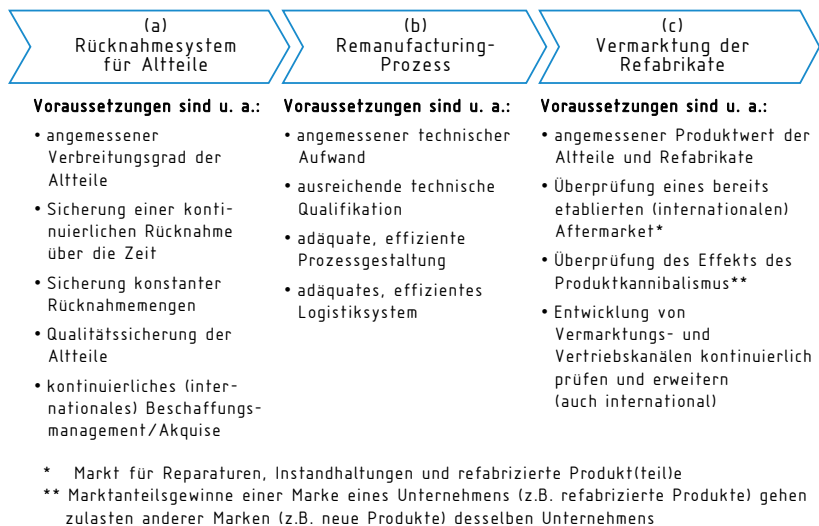 (a)
Rücknahmesystem
für Altteile
(b)
Remanufacturing-
Prozess
(c)
Vermarktung der
Refabrikate
Voraussetzungen sind u. a.:
• angemessener
Verbreitungsgrad der
Altteile
• Sicherung einer konti-
nuierlichen Rücknahme
über die Zeit
• Sicherung konstanter
Rücknahmemengen
• Qualitätssicherung der
Altteile
• kontinuierliches (inter-
nationales) Beschaffungs-
management/Akquise
Voraussetzungen sind u. a.:
• angemessener technischer
Aufwand
• ausreichende technische
Qualifikation
• adäquate, effiziente
Prozessgestaltung
• adäquates, effizientes
Logistiksystem
Voraussetzungen sind u. a.:
• angemessener Produktwert der
Altteile und Refabrikate
• Überprüfung eines bereits
etablierten (internationalen)
Aftermarket*
• Überprüfung des Effekts des
Produktkannibalismus**
• Entwicklung von
Vermarktungs- und
Vertriebskanälen kontinuierlich
prüfen und erweitern
(auch international)
* Markt für Reparaturen, Instandhaltungen und refabrizierte Produkt(teil)e
** Marktanteilsgewinne einer Marke eines Unternehmens (z.B. refabrizierte Produkte) gehen
zulasten anderer Marken (z.B. neue Produkte) desselben Unternehmens